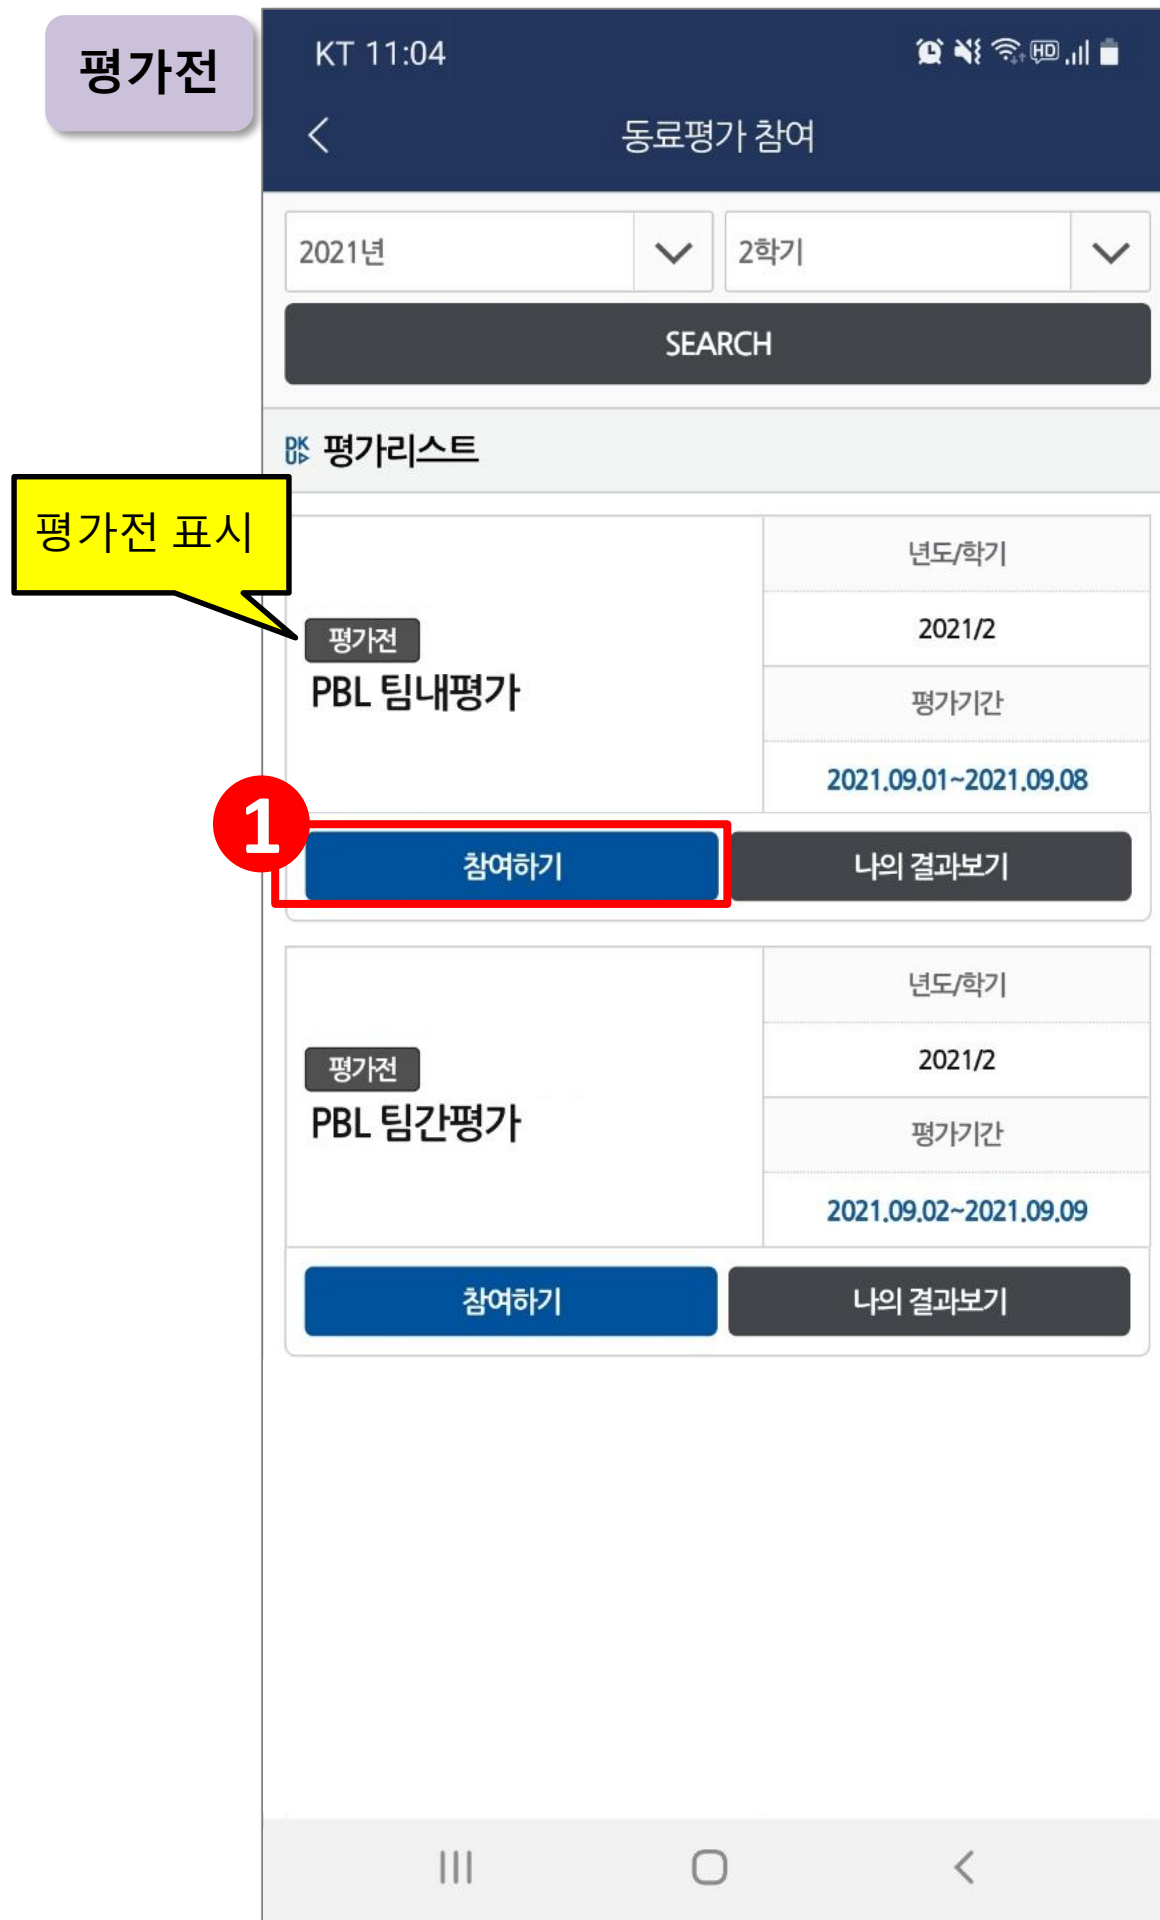 평가전
KT 11:04
HD
동료평가 참여
2021년
2학기
SEARCH
DK
U
평가리스트
평가전 표시
년도/학기
평가전
2021/2
PBL 팀내평가
평가기간
2021.09.01~2021.09.08
1
참여하기
나의 결과보기
년도/학기
평가전
2021/2
PBL 팀간평가
평가기간
2021.09.02~2021.09.09
참여하기
나의 결과보기